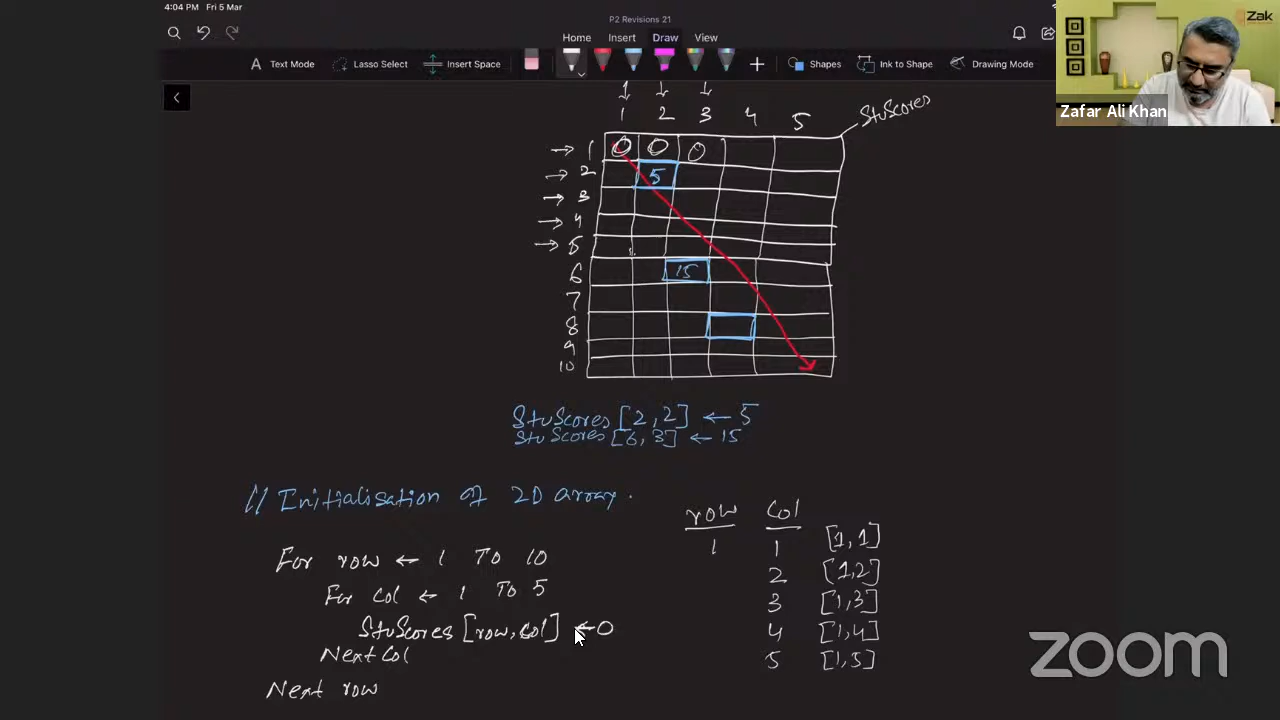 4:04 PM Fri 5 Mar
P2 Revisions 21
Home Insert Draw View
Text Mode Lasso Select Insert Space Shapes Ink to Shape Drawing Mode
Zak
Zafar Ali Khan
1 2 3 4 5 StuScores
1 0 0 0
2 5
3
4
5
6 15
7
8
9
10
StuScores [2,2] ← 5
StuScores [6,3] ← 15
// Initialisation of 2D array.
For row ← 1 To 10
For Col ← 1 To 5
StuScores [row, col] ← 0
Next Col
Next row
row Col
1 1 [1,1]
2 [1,2]
3 [1,3]
4 [1,4]
5 [1,5]
zoom